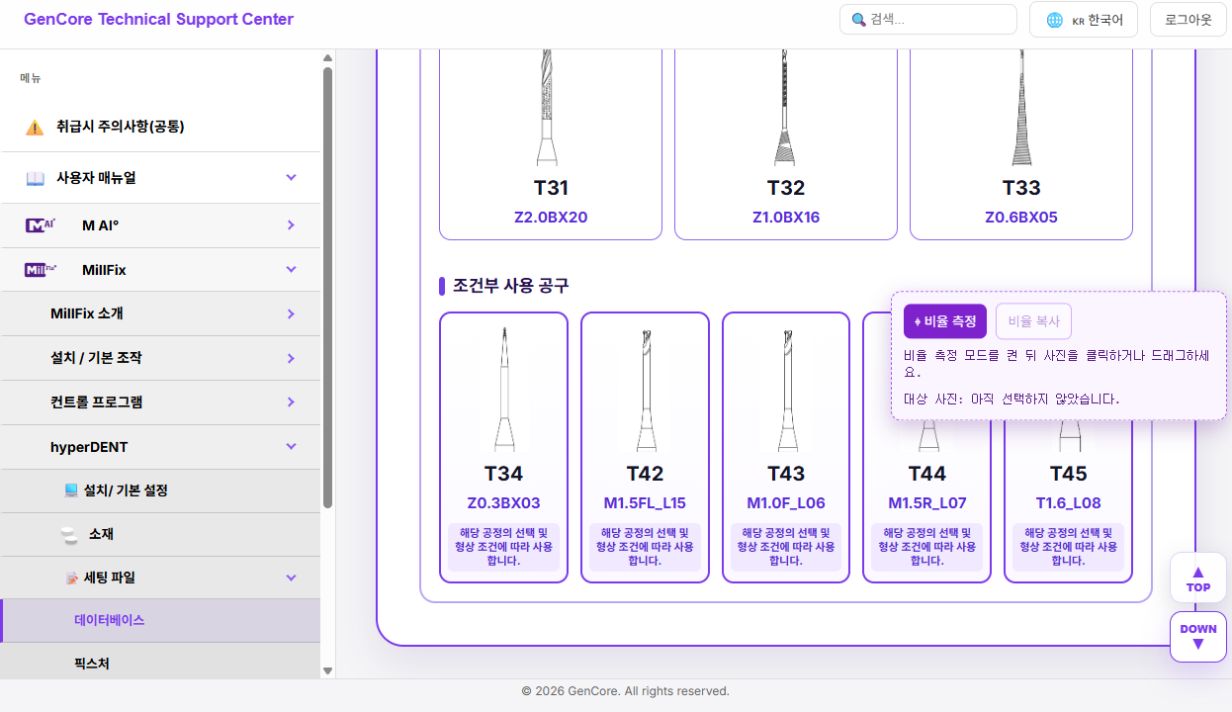 GenCore Technical Support Center
검색...
KR 한국어
로그아웃
메뉴
취급시 주의사항(공통)
사용자 매뉴얼
M AI°
M AI°
MillFix
MillFix 소개
설치 / 기본 조작
컨트롤 프로그램
hyperDENT
설치/ 기본 설정
소재
세팅 파일
데이터베이스
픽스처
T31
Z2.0BX20
T32
Z1.0BX16
T33
Z0.6BX05
조건부 사용 공구
T34
Z0.3BX03
해당 공정의 선택 및
형상 조건에 따라 사용
합니다.
T42
M1.5FL_L15
해당 공정의 선택 및
형상 조건에 따라 사용
합니다.
T43
M1.0F_L06
해당 공정의 선택 및
형상 조건에 따라 사용
합니다.
T44
M1.5R_L07
해당 공정의 선택 및
형상 조건에 따라 사용
합니다.
T45
T1.6_L08
해당 공정의 선택 및
형상 조건에 따라 사용
합니다.
비율 측정
비율 복사
비율 측정 모드를 켠 뒤 사진을 클릭하거나 드래그하세
요.
대상 사진: 아직 선택하지 않았습니다.
▲
TOP
DOWN
▼
© 2026 GenCore. All rights reserved.